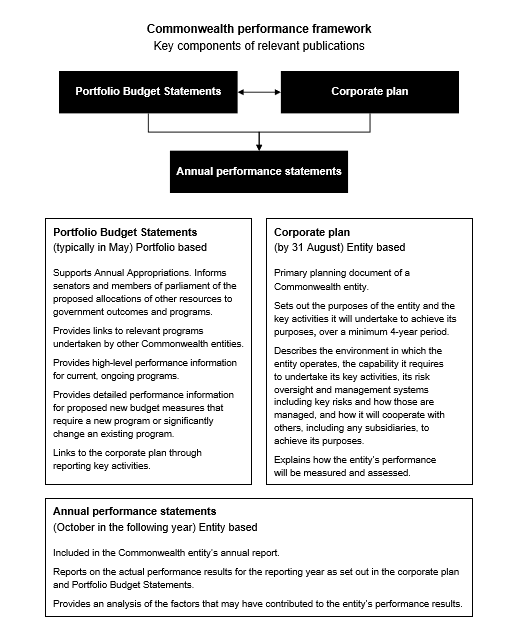 Commonwealth performance framework
Key components of relevant publications
Portfolio Budget Statements
Corporate plan
Annual performance statements
Portfolio Budget Statements
(typically in May) Portfolio based
Supports Annual Appropriations. Informs
senators and members of parliament of the
proposed allocations of other resources to
government outcomes and programs.
Provides links to relevant programs
undertaken by other Commonwealth entities.
Provides high-level performance information
for current, ongoing programs.
Provides detailed performance information
for proposed new budget measures that
require a new program or significantly
change an existing program.
Links to the corporate plan through
reporting key activities.
Corporate plan
(by 31 August) Entity based
Primary planning document of a
Commonwealth entity.
Sets out the purposes of the entity and the
key activities it will undertake to achieve its
purposes, over a minimum 4-year period.
Describes the environment in which the
entity operates, the capability it requires
to undertake its key activities, its risk
oversight and management systems
including key risks and how those are
managed, and how it will cooperate with
others, including any subsidiaries, to
achieve its purposes.
Explains how the entity's performance
will be measured and assessed.
Annual performance statements
(October in the following year) Entity based
Included in the Commonwealth entity's annual report.
Reports on the actual performance results for the reporting year as set out in the corporate plan
and Portfolio Budget Statements.
Provides an analysis of the factors that may have contributed to the entity's performance results.